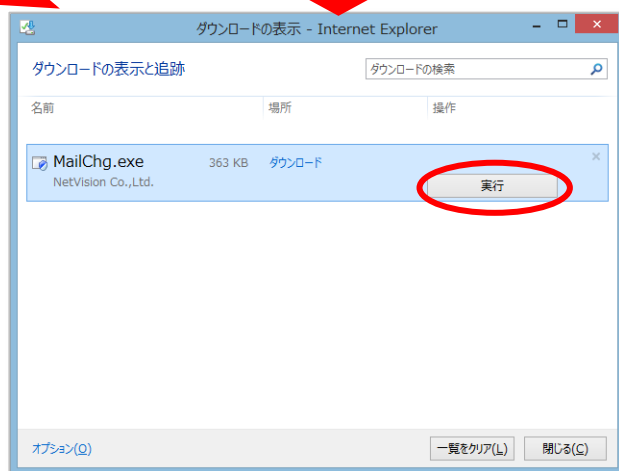 ダウンロードの表示 - Internet Explorer
ダウンロードの表示と追跡
ダウンロードの検索
名前 場所 操作
MailChg.exe 363 KB ダウンロード
NetVision Co.,Ltd.
実行
オプション(O) 一覧をクリア(L) 閉じる(C)